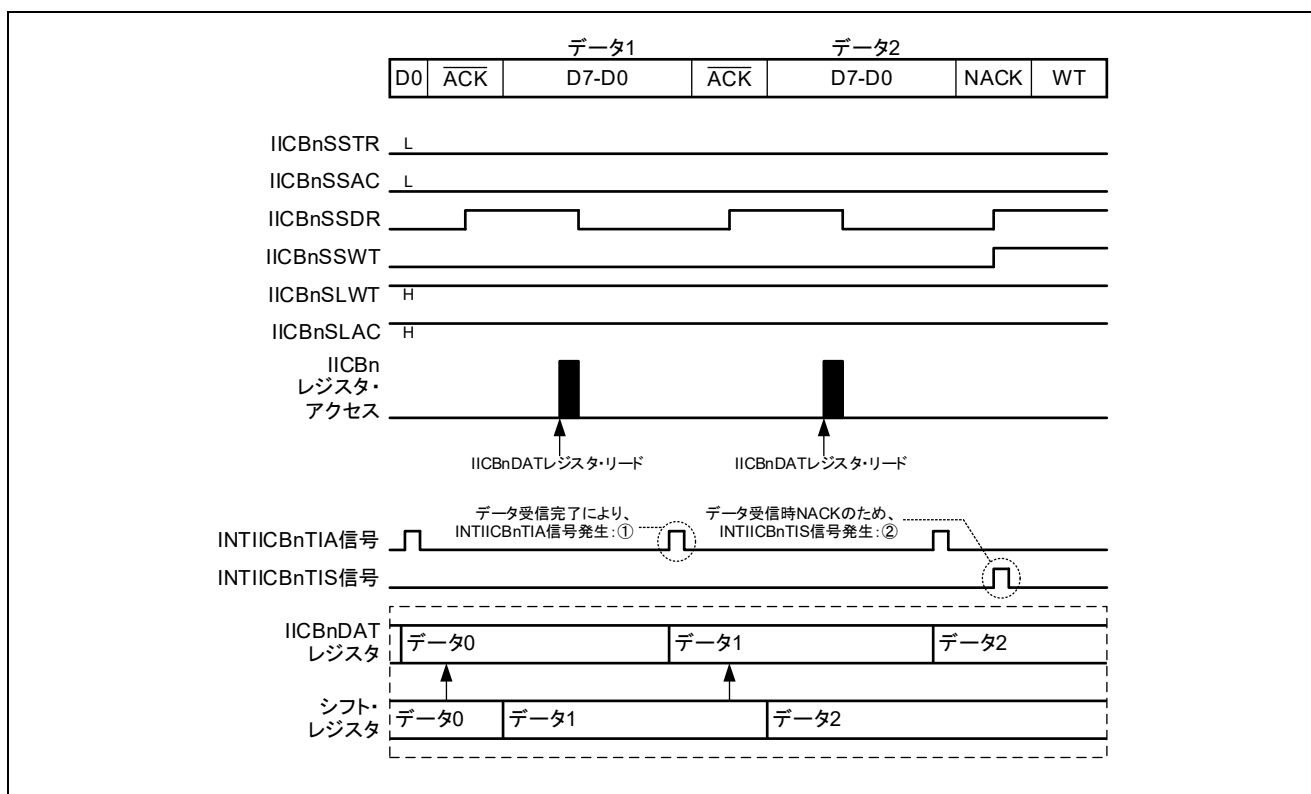 データ1 データ2
D0 ACK D7-D0 ACK D7-D0 NACK WT
IICBnSSTR L
IICBnSSAC L
IICBnSSDR
IICBnSSWT
IICBnSLWT H
IICBnSLAC H
IICBn
レジスタ・
アクセス
IICBnDATレジスタ・リード IICBnDATレジスタ・リード
データ受信完了により、
INTIICBnTIA信号発生:①
データ受信時NACKのため、
INTIICBnTIS信号発生:②
INTIICBnTIA信号
INTIICBnTIS信号
IICBnDAT
レジスタ
データ0 データ1 データ2
シフト・
レジスタ
データ0 データ1 データ2